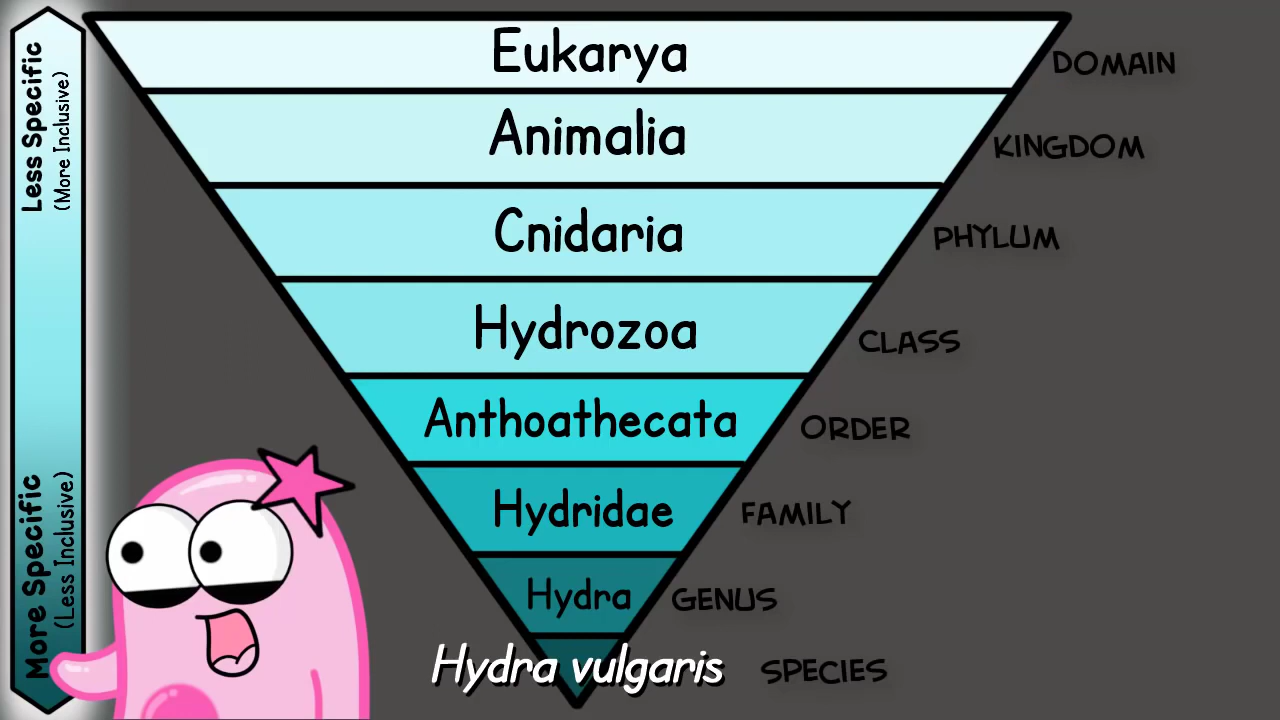 Less Specific
(More Inclusive)
More Specific
(Less Inclusive)
Eukarya
DOMAIN
Animalia
KINGDOM
Cnidaria
PHYLUM
Hydrozoa
CLASS
Anthoathecata
ORDER
Hydridae
FAMILY
Hydra
GENUS
Hydra vulgaris
SPECIES